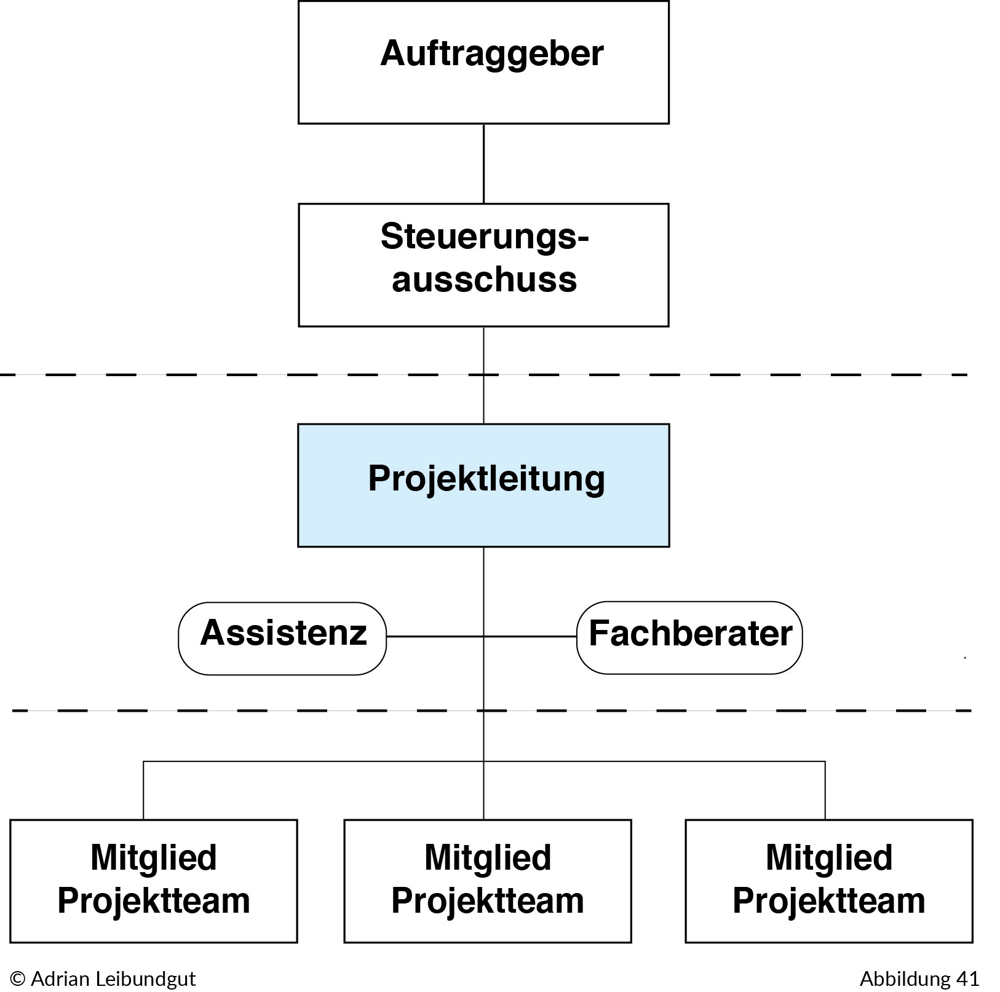 Auftraggeber
Steuerungs-
ausschuss
Projektleitung
Assistenz
Fachberater
Mitglied
Projektteam
Mitglied
Projektteam
Mitglied
Projektteam
© Adrian Leibundgut
Abbildung 41